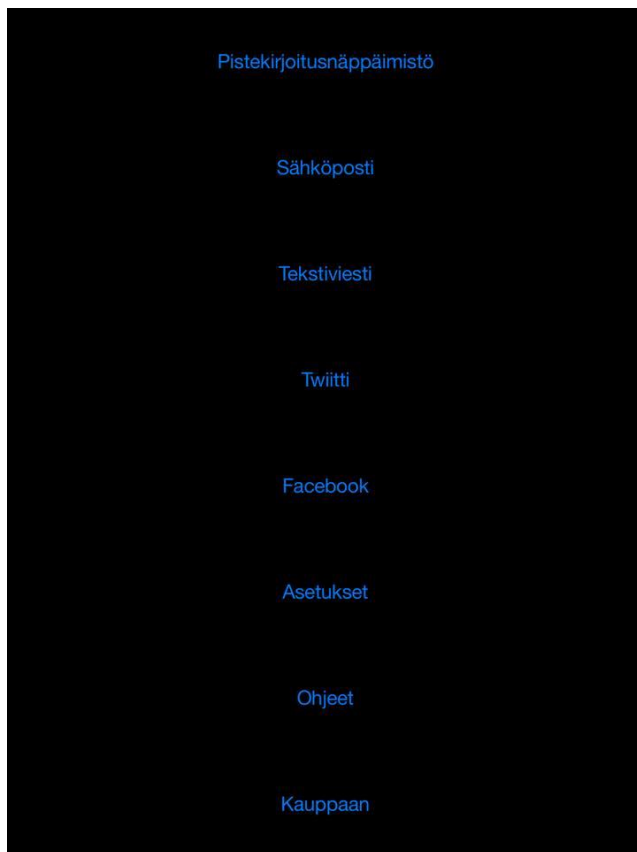 Pistekirjoitusnäppäimistö
Sähköposti
Tekstiviesti
Twiitti
Facebook
Asetukset
Ohjeet
Kauppaan